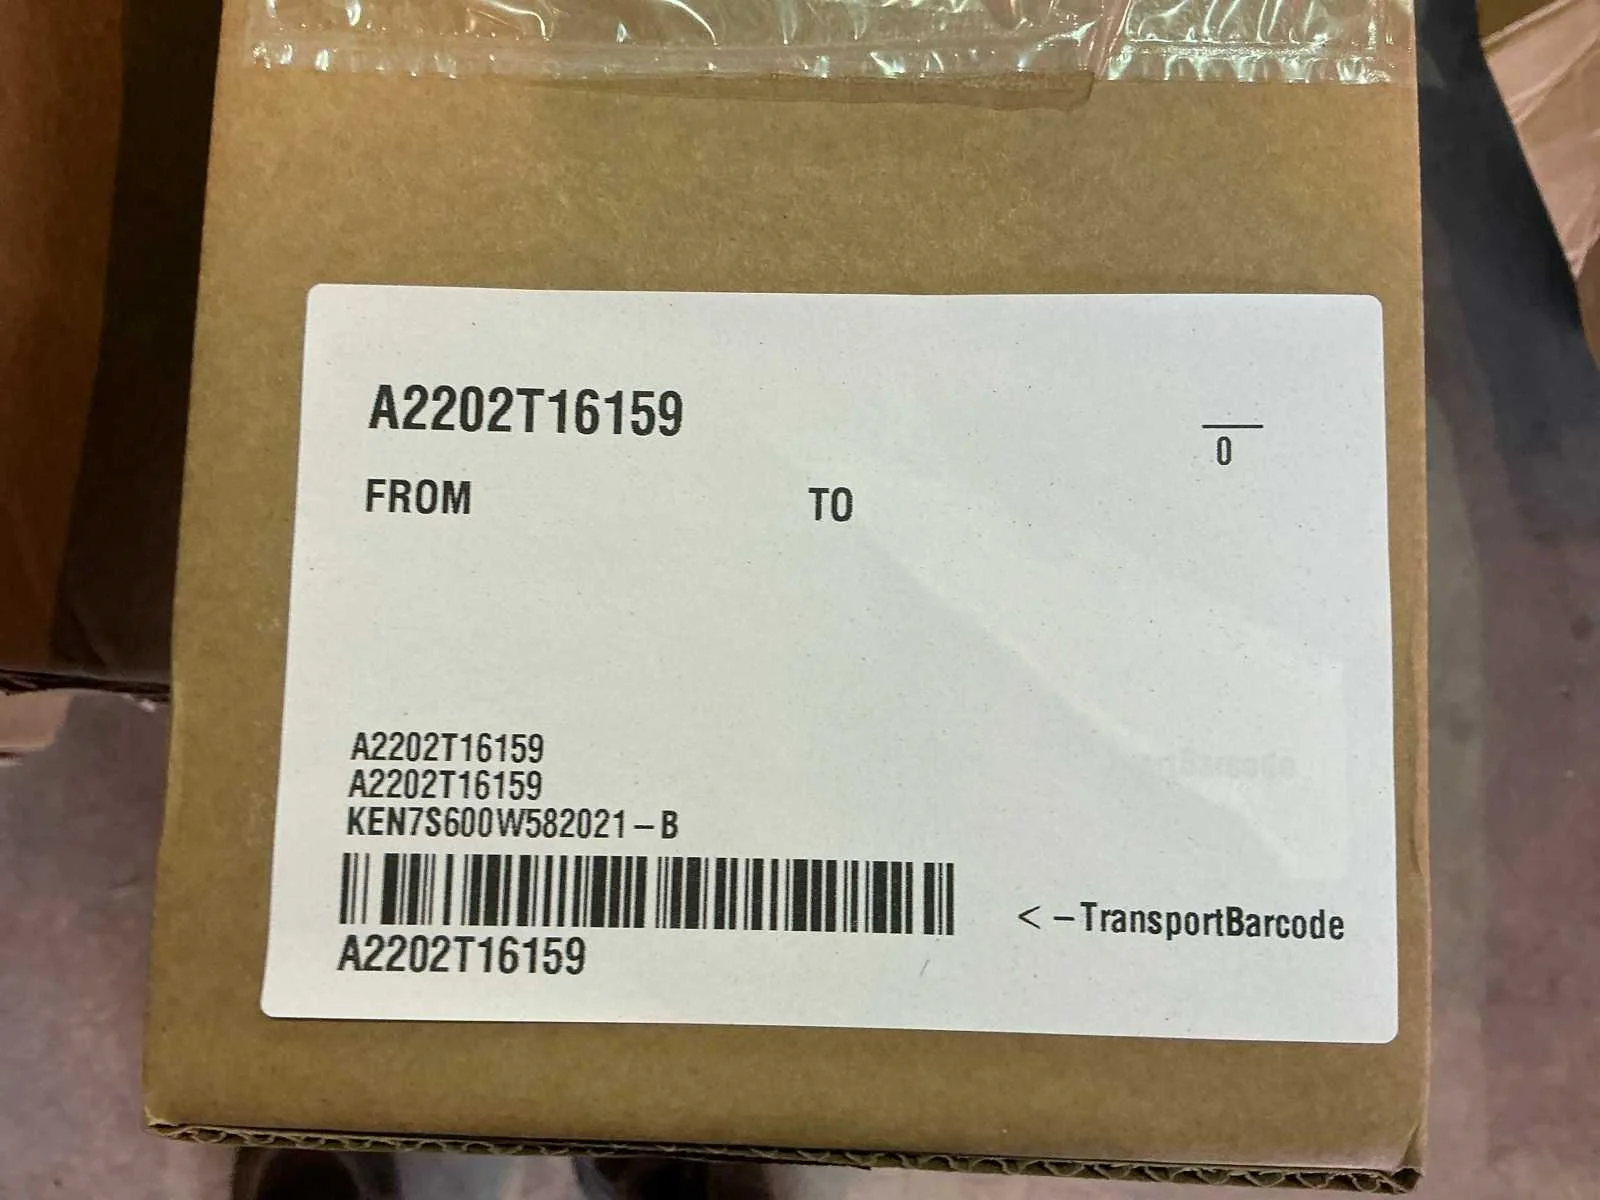 A2202T16159
0
FROM TO
A2202T16159
A2202T16159
KEN7S600W582021-B
<-TransportBarcode
A2202T16159